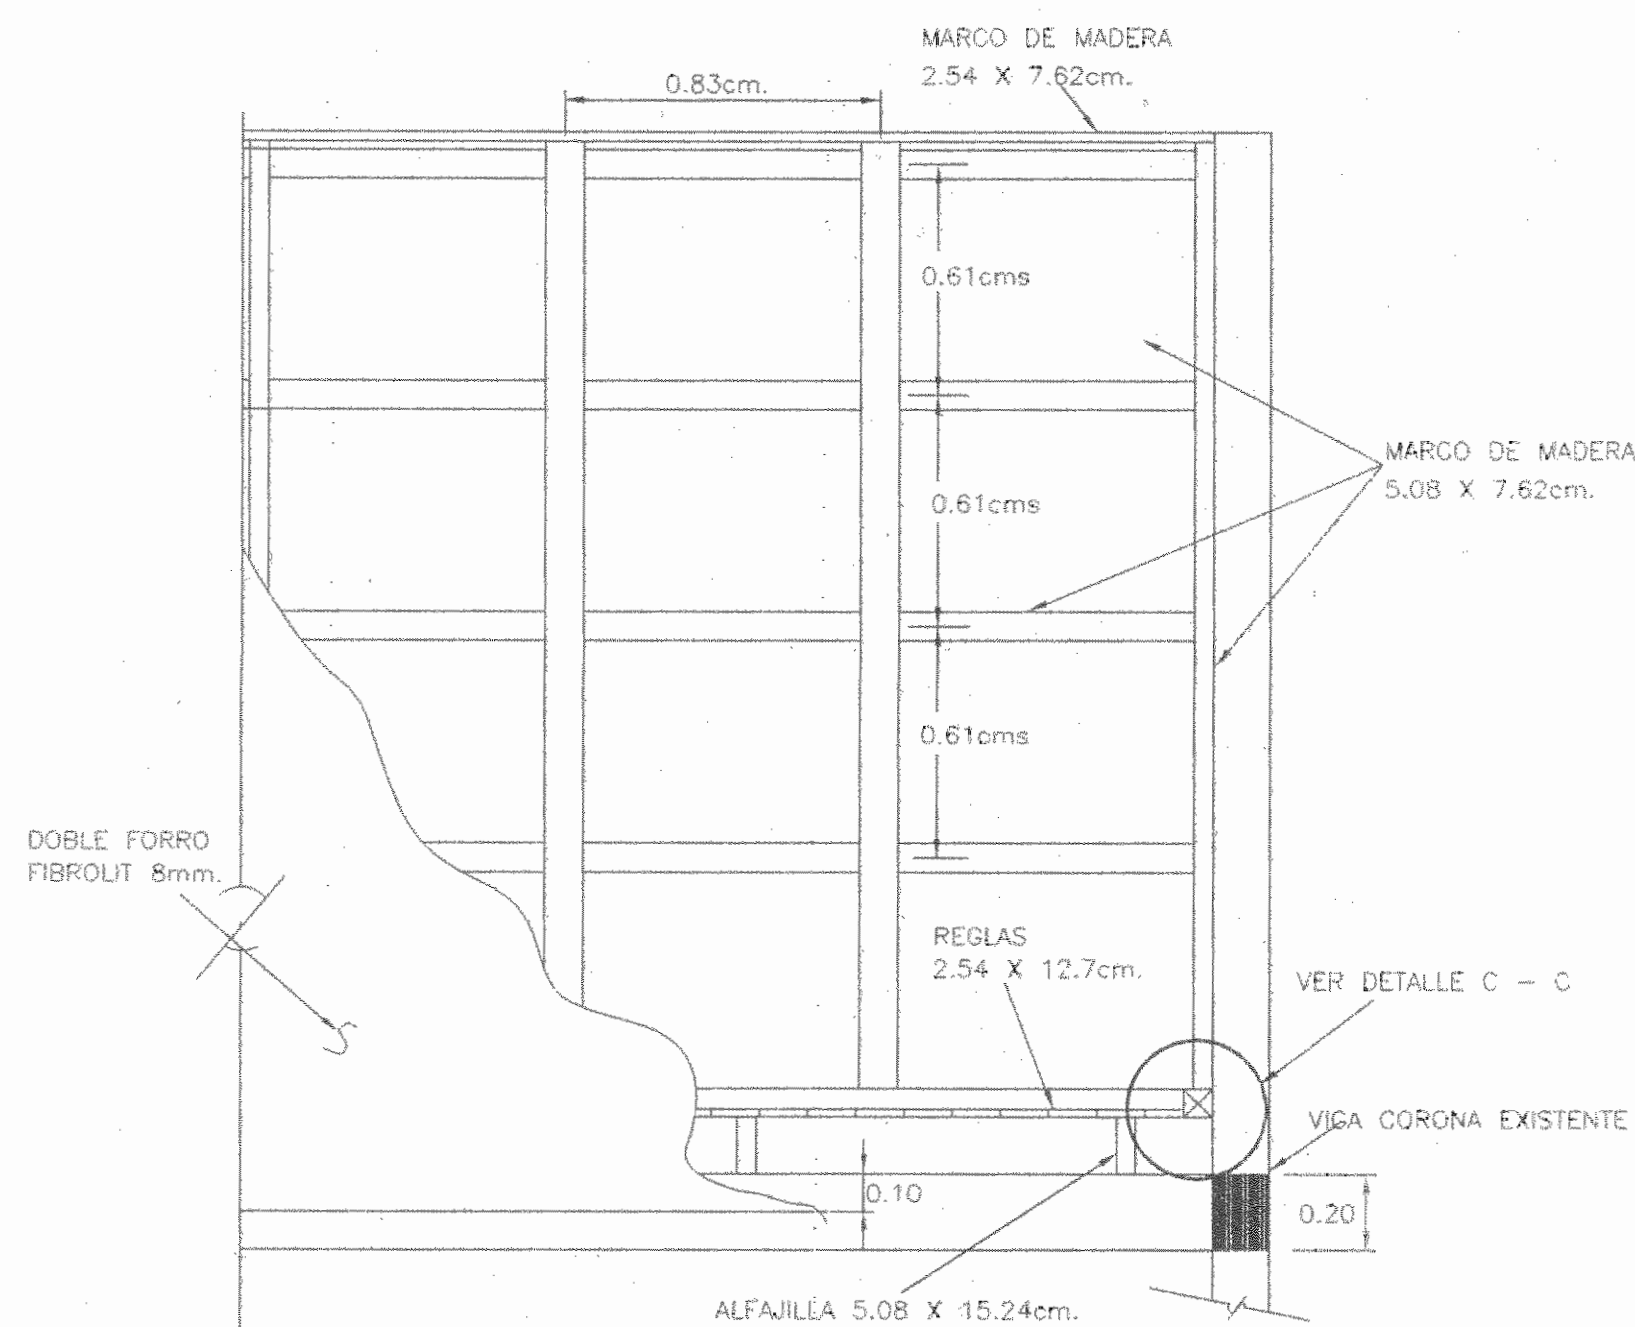 MARCO DE MADERA
2.54 X 7.62cm.
0.83cm.
0.61cms
MARCO DE MADERA
5.08 X 7.62cm.
0.61cms
0.61cms
DOBLE FORRO
FIBROLIT 8mm.
REGLAS
2.54 X 12.7cm.
VER DETALLE C - C
VIGA CORONA EXISTENTE
0.10
0.20
ALFAJILLA 5.08 X 15.24cm.